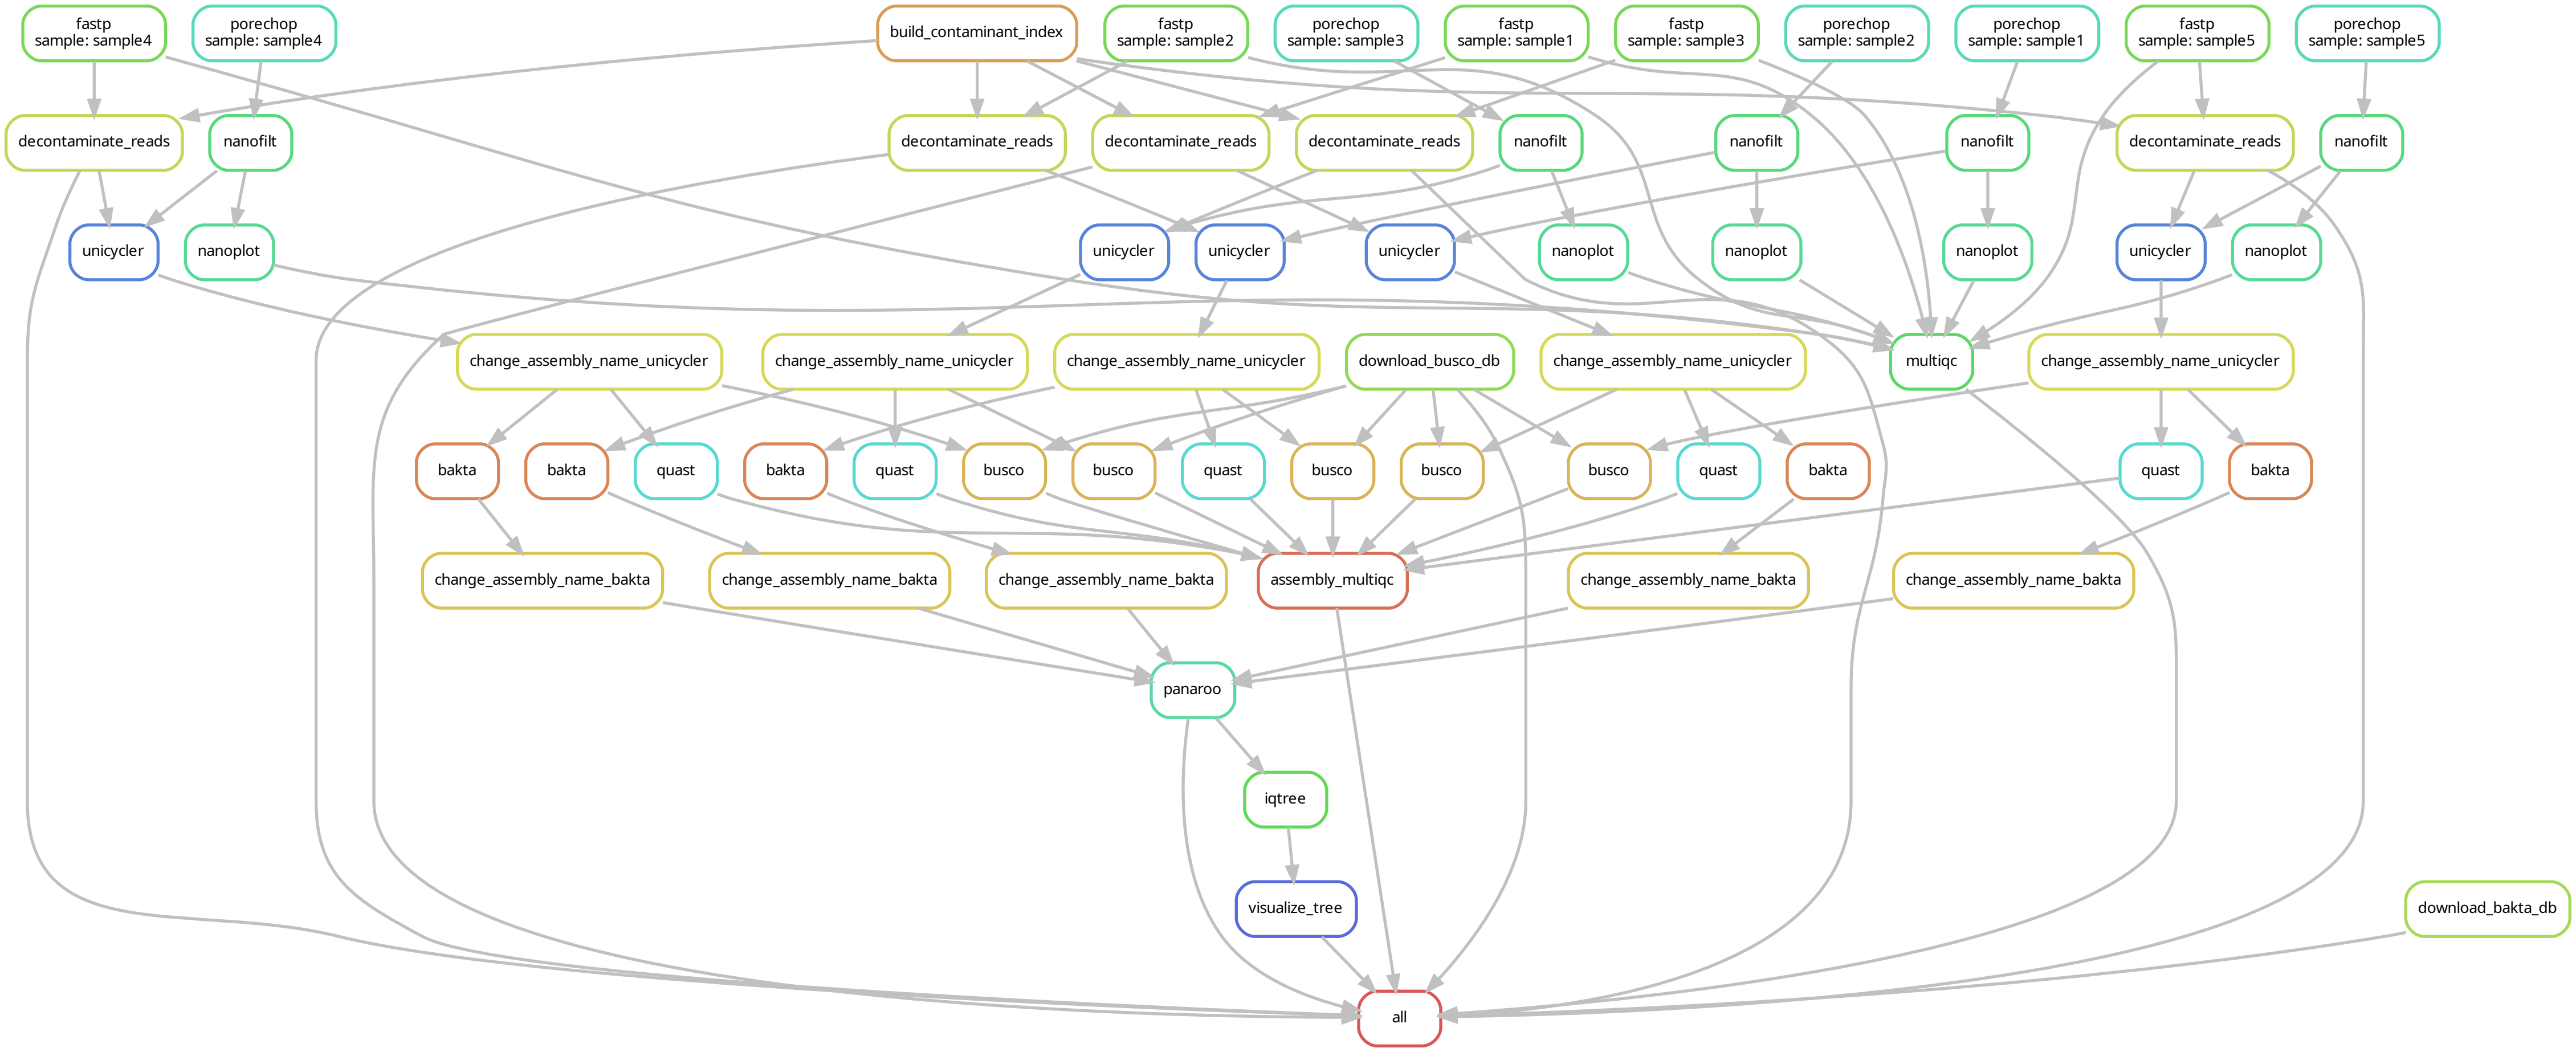 fastp
sample: sample4
porechop
sample: sample4
build_contaminant_index
fastp
sample: sample2
porechop
sample: sample3
fastp
sample: sample1
fastp
sample: sample3
porechop
sample: sample2
porechop
sample: sample1
fastp
sample: sample5
porechop
sample: sample5
decontaminate_reads
nanofilt
decontaminate_reads
decontaminate_reads
decontaminate_reads
nanofilt
nanofilt
nanofilt
decontaminate_reads
nanofilt
unicycler
nanoplot
unicycler
unicycler
unicycler
nanoplot
nanoplot
nanoplot
unicycler
nanoplot
change_assembly_name_unicycler
change_assembly_name_unicycler
change_assembly_name_unicycler
download_busco_db
change_assembly_name_unicycler
multiqc
change_assembly_name_unicycler
bakta
bakta
quast
bakta
quast
busco
busco
quast
busco
busco
busco
quast
bakta
quast
bakta
change_assembly_name_bakta
change_assembly_name_bakta
change_assembly_name_bakta
assembly_multiqc
change_assembly_name_bakta
change_assembly_name_bakta
panaroo
iqtree
visualize_tree
download_bakta_db
all